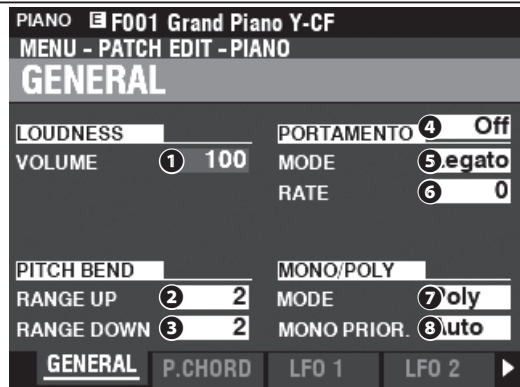 PIANO E F001 Grand Piano Y-CF
MENU - PATCH EDIT - PIANO
GENERAL
LOUDNESS
VOLUME 1 100
PORTAMENTO 4 Off
MODE 5 Legato
RATE 6 0
PITCH BEND
RANGE UP 2 2
RANGE DOWN 3 2
MONO/POLY
MODE 7 Poly
MONO PRIOR. 8 Auto
GENERAL P.CHORD LFO 1 LFO 2